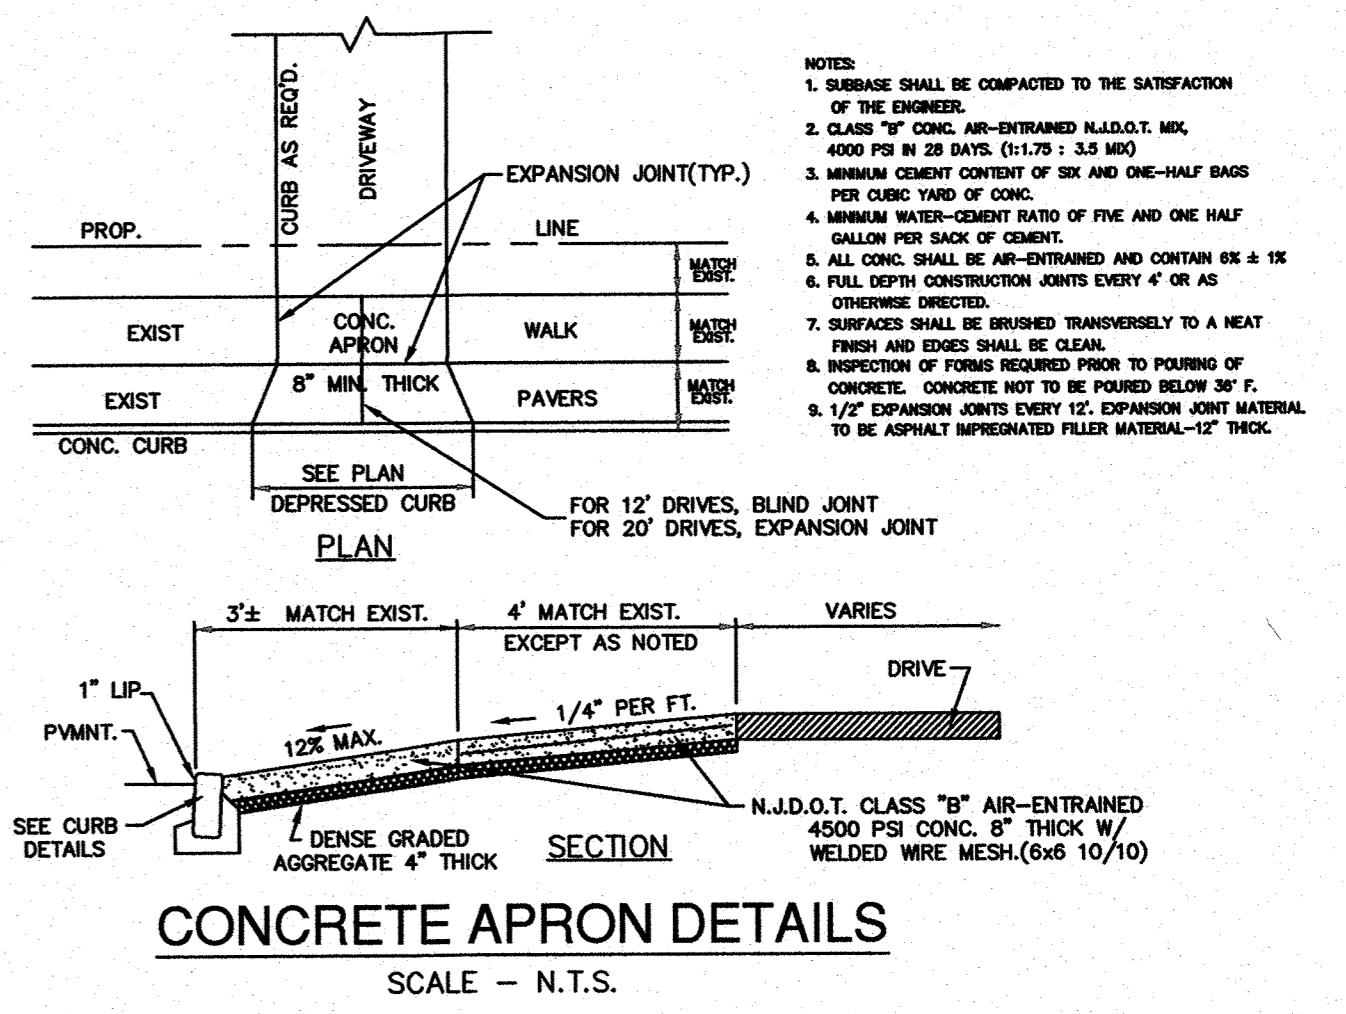 CURB AS REQ'D.
DRIVEWAY
EXPANSION JOINT(TYP.)
PROP.
LINE
MATCH
EXIST.
EXIST
CONC.
APRON
WALK
MATCH
EXIST.
EXIST
8" MIN. THICK
PAVERS
MATCH
EXIST.
CONC. CURB
SEE PLAN
DEPRESSED CURB
FOR 12' DRIVES, BLIND JOINT
FOR 20' DRIVES, EXPANSION JOINT
PLAN
NOTES:
1. SUBBASE SHALL BE COMPACTED TO THE SATISFACTION
OF THE ENGINEER.
2. CLASS "B" CONC. AIR-ENTRAINED N.J.D.O.T. MIX,
4000 PSI IN 28 DAYS. (1:1.75 : 3.5 MIX)
3. MINIMUM CEMENT CONTENT OF SIX AND ONE-HALF BAGS
PER CUBIC YARD OF CONC.
4. MINIMUM WATER-CEMENT RATIO OF FIVE AND ONE HALF
GALLON PER SACK OF CEMENT.
5. ALL CONC. SHALL BE AIR-ENTRAINED AND CONTAIN 6% ± 1%
6. FULL DEPTH CONSTRUCTION JOINTS EVERY 4' OR AS
OTHERWISE DIRECTED.
7. SURFACES SHALL BE BRUSHED TRANSVERSELY TO A NEAT
FINISH AND EDGES SHALL BE CLEAN.
8. INSPECTION OF FORMS REQUIRED PRIOR TO POURING OF
CONCRETE. CONCRETE NOT TO BE POURED BELOW 36° F.
9. 1/2" EXPANSION JOINTS EVERY 12'. EXPANSION JOINT MATERIAL
TO BE ASPHALT IMPREGNATED FILLER MATERIAL-12" THICK.
3'± MATCH EXIST.
4' MATCH EXIST.
EXCEPT AS NOTED
VARIES
1" LIP
PVMNT.
12% MAX.
1/4" PER FT.
DRIVE
SEE CURB
DETAILS
DENSE GRADED
AGGREGATE 4" THICK
SECTION
N.J.D.O.T. CLASS "B" AIR-ENTRAINED
4500 PSI CONC. 8" THICK W/
WELDED WIRE MESH.(6x6 10/10)
CONCRETE APRON DETAILS
SCALE - N.T.S.